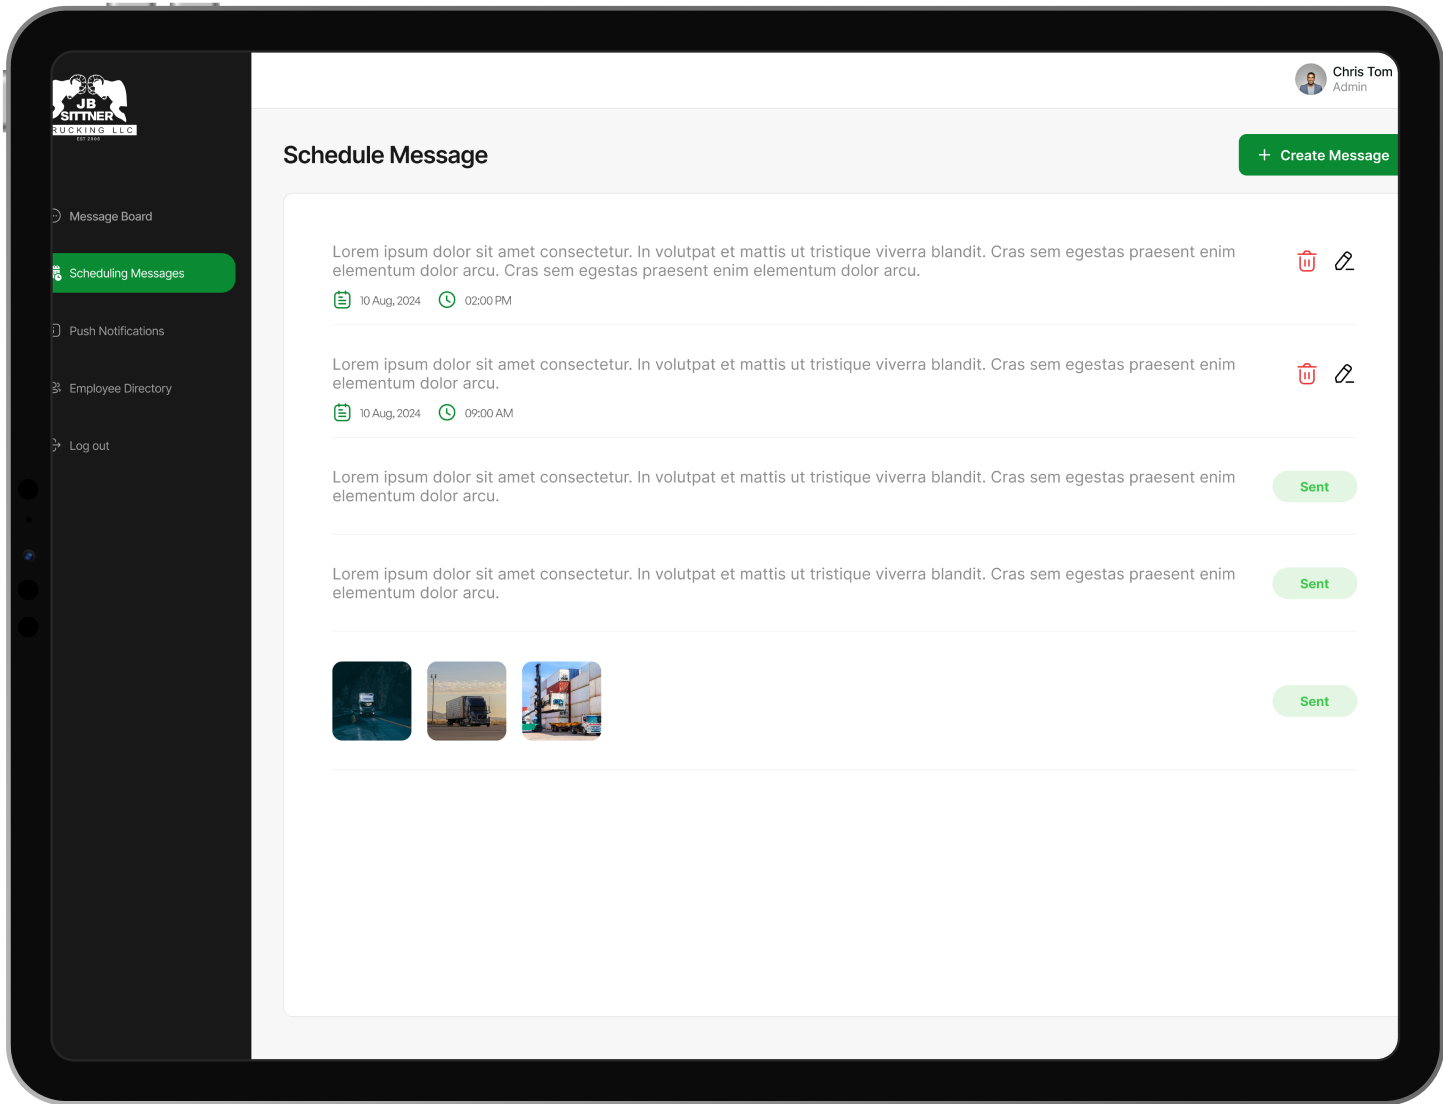 JB
SITTNER
RUCKING LLC
EST 2006
Chris Tom
Admin
Schedule Message
+ Create Message
Message Board
Scheduling Messages
Push Notifications
Employee Directory
Log out
Lorem ipsum dolor sit amet consectetur. In volutpat et mattis ut tristique viverra blandit. Cras sem egestas praesent enim
elementum dolor arcu. Cras sem egestas praesent enim elementum dolor arcu.
10 Aug, 2024 02:00 PM
Lorem ipsum dolor sit amet consectetur. In volutpat et mattis ut tristique viverra blandit. Cras sem egestas praesent enim
elementum dolor arcu.
10 Aug, 2024 09:00 AM
Lorem ipsum dolor sit amet consectetur. In volutpat et mattis ut tristique viverra blandit. Cras sem egestas praesent enim
elementum dolor arcu.
Sent
Lorem ipsum dolor sit amet consectetur. In volutpat et mattis ut tristique viverra blandit. Cras sem egestas praesent enim
elementum dolor arcu.
Sent
Sent